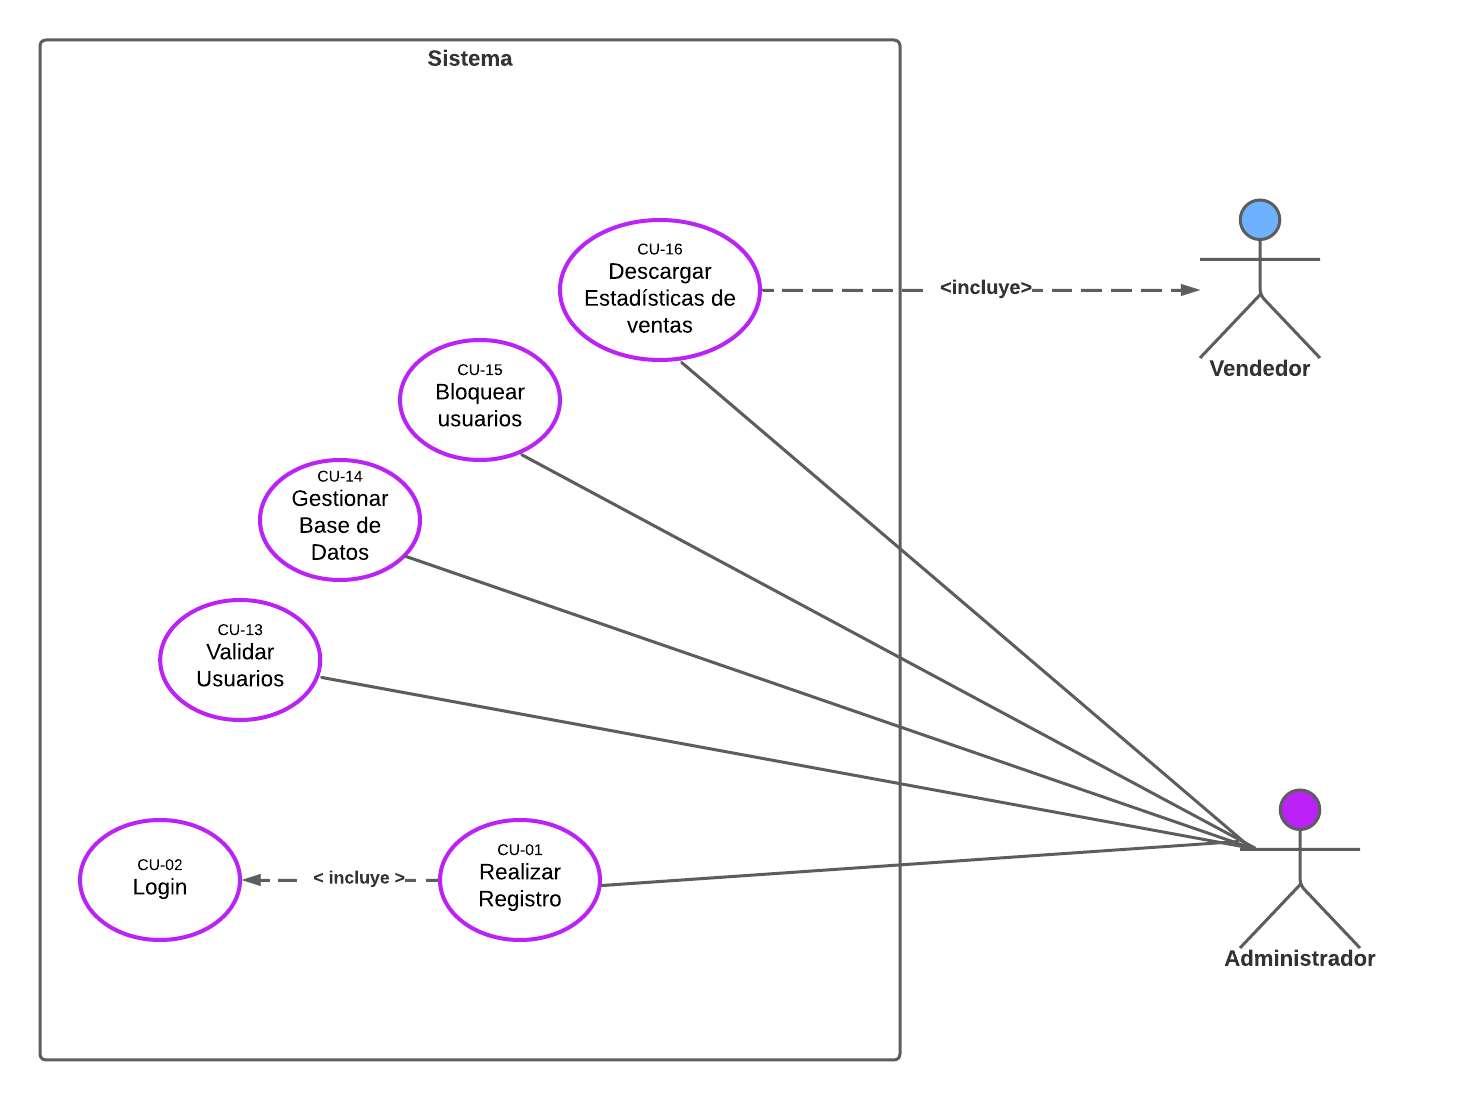 Sistema
CU-16
Descargar
Estadísticas de
ventas
<incluye>
Vendedor
CU-15
Bloquear
usuarios
CU-14
Gestionar
Base de
Datos
CU-13
Validar
Usuarios
CU-02
Login
< incluye >
CU-01
Realizar
Registro
Administrador